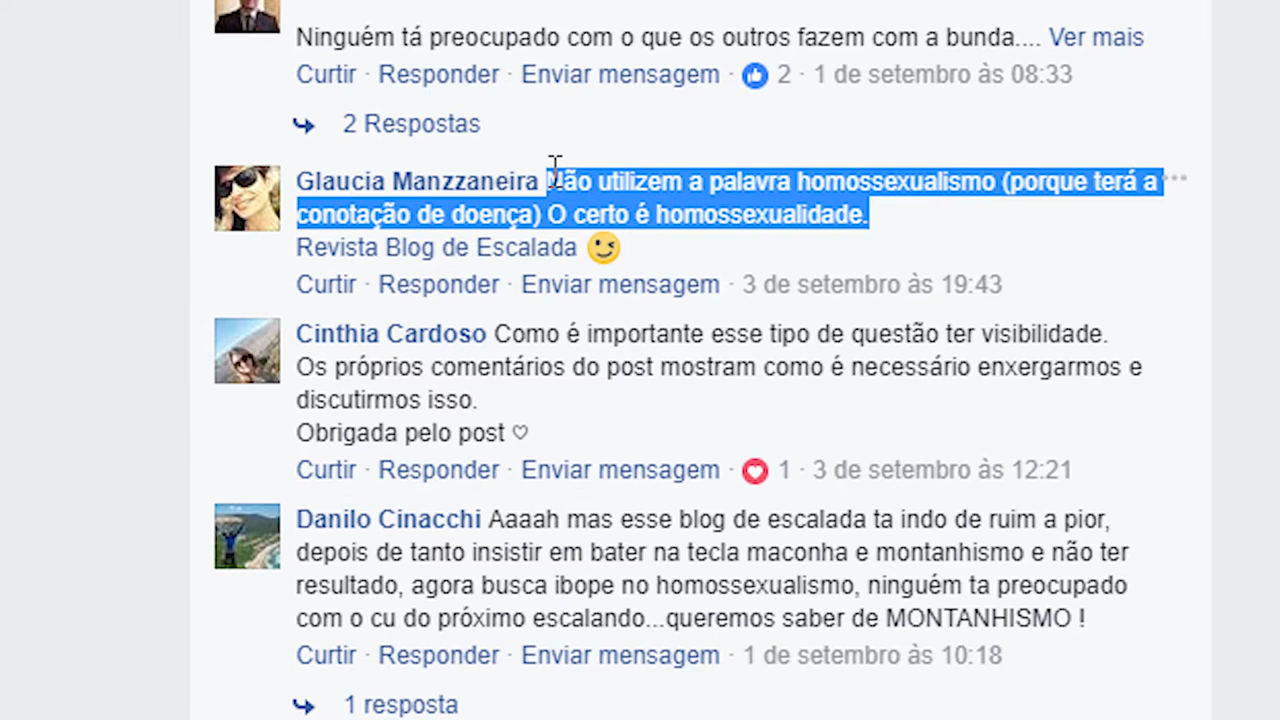 Ninguém tá preocupado com o que os outros fazem com a bunda.... Ver mais
Curtir · Responder · Enviar mensagem · 2 · 1 de setembro às 08:33
2 Respostas
Glaucia Manzzaneira Não utilizem a palavra homossexualismo (porque terá a
conotação de doença) O certo é homossexualidade.
Revista Blog de Escalada 😉
Curtir · Responder · Enviar mensagem · 3 de setembro às 19:43
Cinthia Cardoso Como é importante esse tipo de questão ter visibilidade.
Os próprios comentários do post mostram como é necessário enxergarmos e
discutirmos isso.
Obrigada pelo post ♡
Curtir · Responder · Enviar mensagem · 1 · 3 de setembro às 12:21
Danilo Cinacchi Aaaah mas esse blog de escalada ta indo de ruim a pior,
depois de tanto insistir em bater na tecla maconha e montanhismo e não ter
resultado, agora busca ibope no homossexualismo, ninguém ta preocupado
com o cu do próximo escalando...queremos saber de MONTANHISMO !
Curtir · Responder · Enviar mensagem · 1 de setembro às 10:18
1 resposta